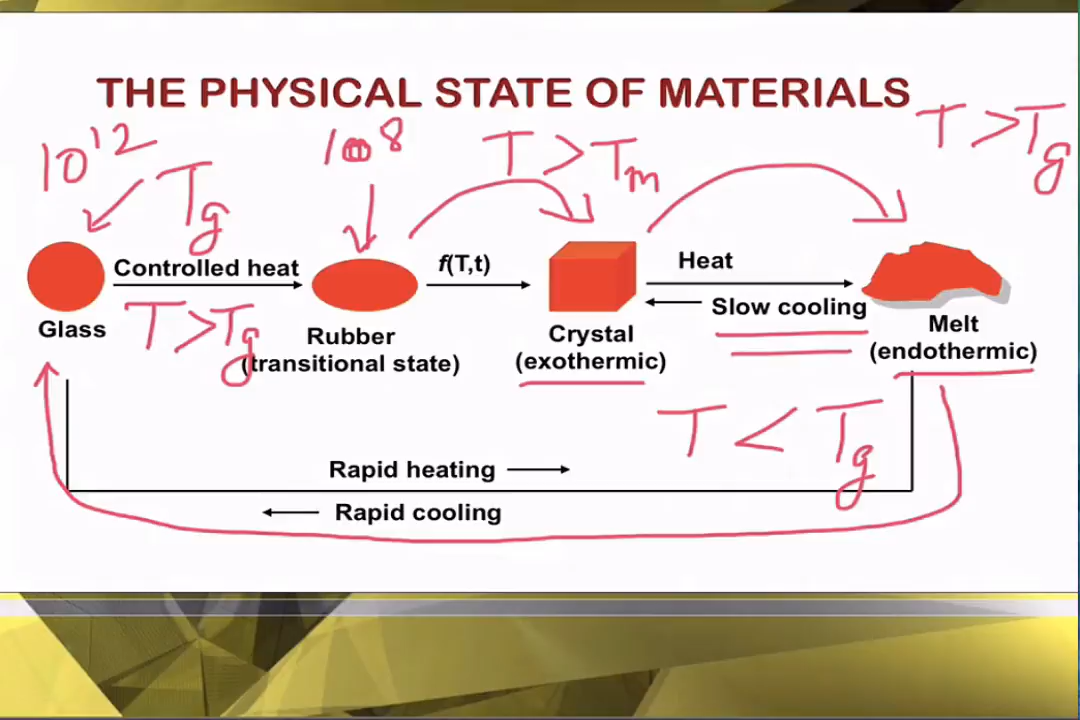 THE PHYSICAL STATE OF MATERIALS
10¹²
Tg
T > Tm
T > Tg
Controlled heat
f(T,t)
Heat
Slow cooling
Glass
T > Tg
Rubber
(transitional state)
Crystal
(exothermic)
Melt
(endothermic)
T < Tg
Rapid heating
Rapid cooling